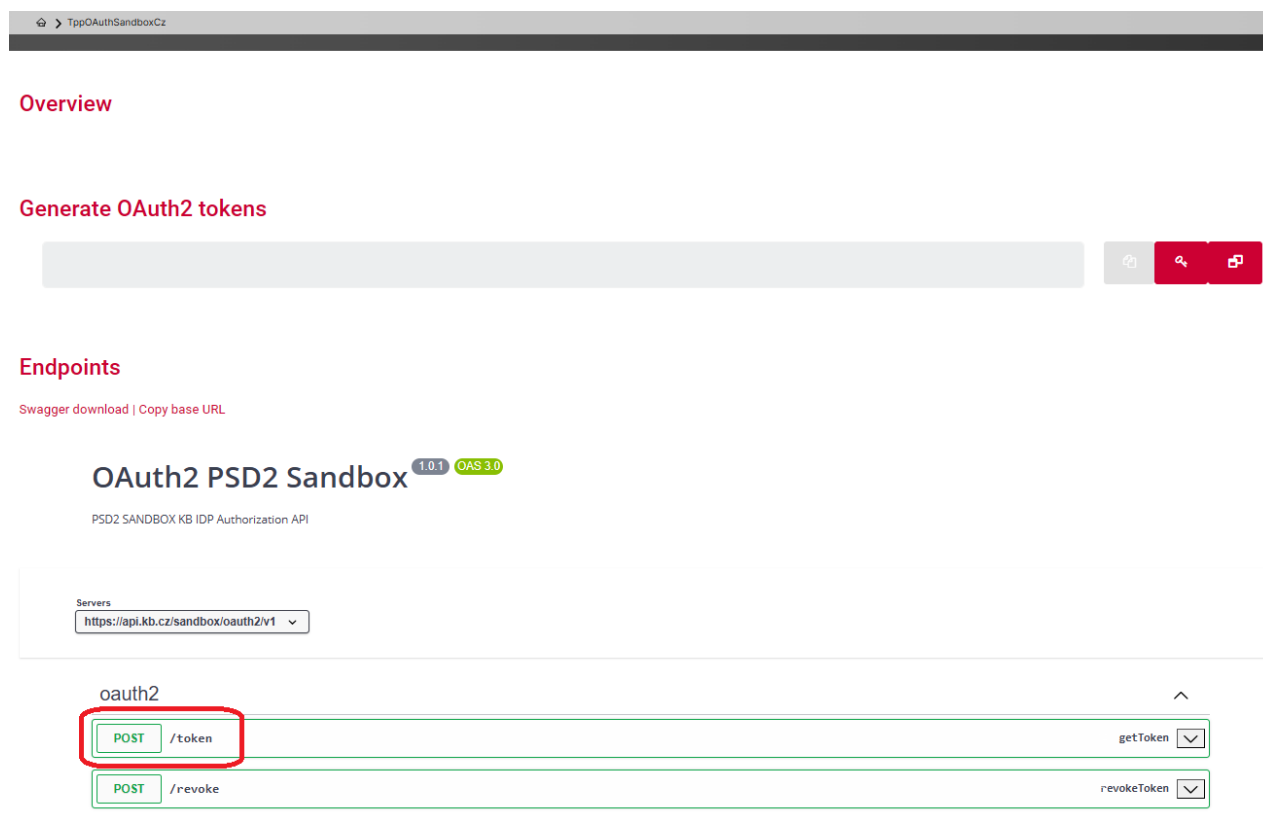 TppOAuthSandboxCz
Overview
Generate OAuth2 tokens
Endpoints
Swagger download | Copy base URL
OAuth2 PSD2 Sandbox 1.0.1 OAS 3.0
PSD2 SANDBOX KB IDP Authorization API
Servers
https://api.kb.cz/sandbox/oauth2/v1
oauth2
POST /token getToken
POST /revoke revokeToken